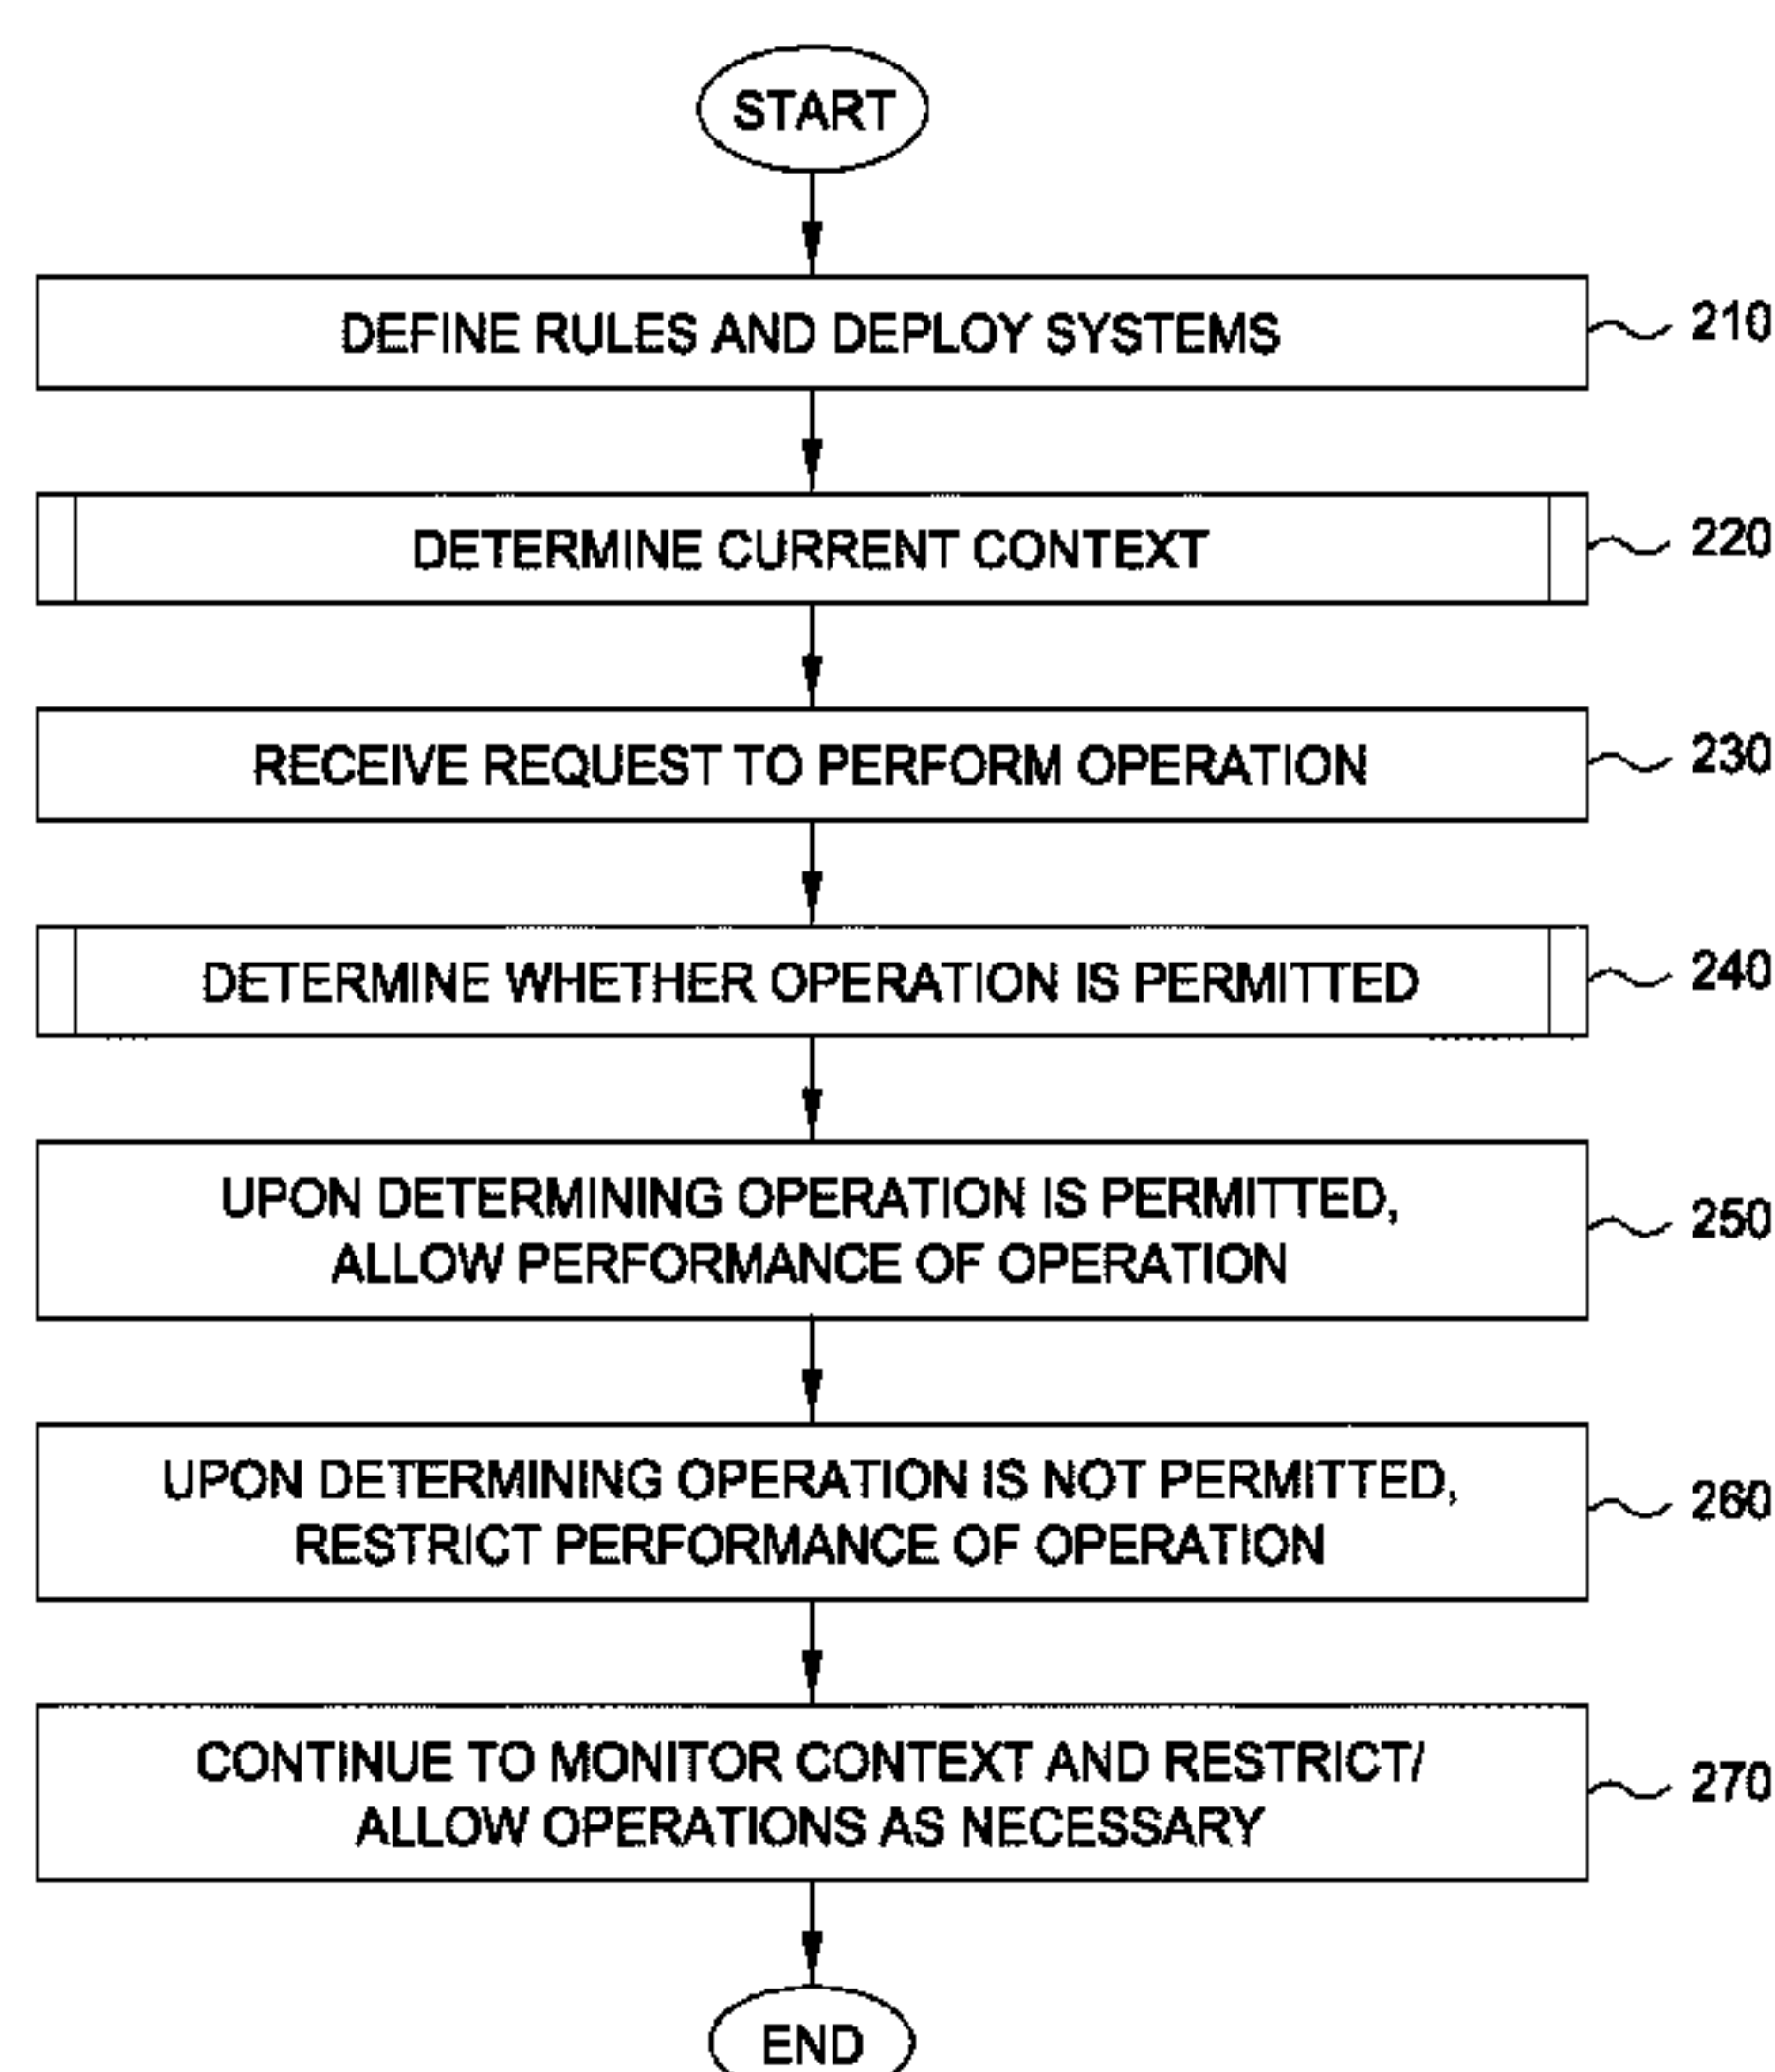 START
DEFINE RULES AND DEPLOY SYSTEMS
210
DETERMINE CURRENT CONTEXT
220
RECEIVE REQUEST TO PERFORM OPERATION
230
DETERMINE WHETHER OPERATION IS PERMITTED
240
UPON DETERMINING OPERATION IS PERMITTED,
ALLOW PERFORMANCE OF OPERATION
250
UPON DETERMINING OPERATION IS NOT PERMITTED,
RESTRICT PERFORMANCE OF OPERATION
260
CONTINUE TO MONITOR CONTEXT AND RESTRICT/
ALLOW OPERATIONS AS NECESSARY
270
END